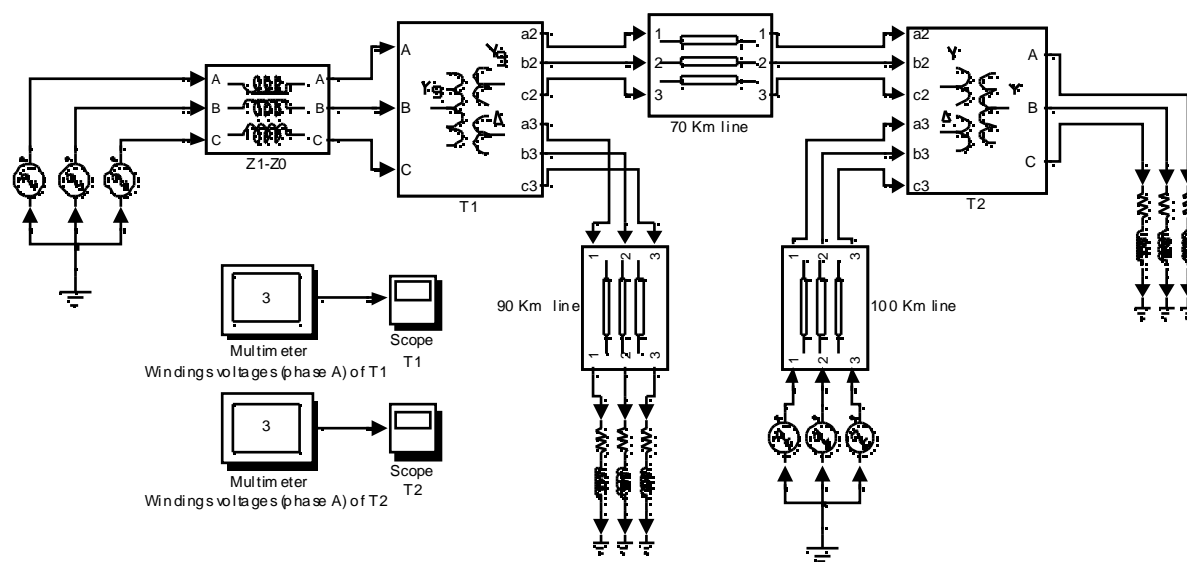 A
B
C
A
B
C
Z1-Z0
A
B
C
Yg
Yg
Δ
a2
b2
c2
a3
b3
c3
T1
1
2
3
1
2
3
70 Km line
a2
b2
c2
a3
b3
c3
Y
Δ
Y
A
B
C
T2
1
2
3
90 Km line
1
2
3
1
2
3
100 Km line
1
2
3
3
Multimeter
Windings voltages (phase A) of T1
Scope
T1
3
Multimeter
Windings voltages (phase A) of T2
Scope
T2